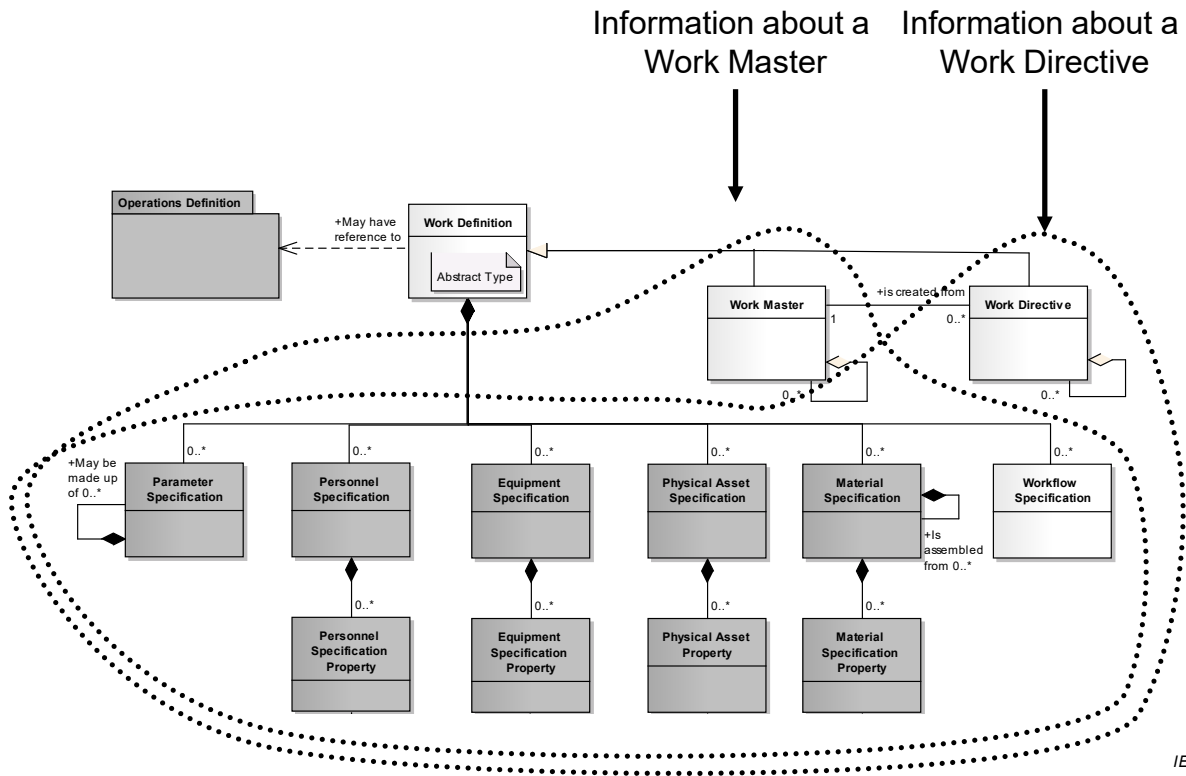 Information about a
Work Master
Information about a
Work Directive
Operations Definition
+May have
reference to
Work Definition
Abstract Type
Work Master
+is created from
1
0..*
Work Directive
0..*
0..*
+May be
made up
of 0..*
0..*
Parameter
Specification
0..*
Personnel
Specification
0..*
Equipment
Specification
0..*
Physical Asset
Specification
0..*
Material
Specification
0..*
Workflow
Specification
+Is
assembled
from 0..*
0..*
Personnel
Specification
Property
0..*
Equipment
Specification
Property
0..*
Physical Asset
Property
0..*
Material
Specification
Property